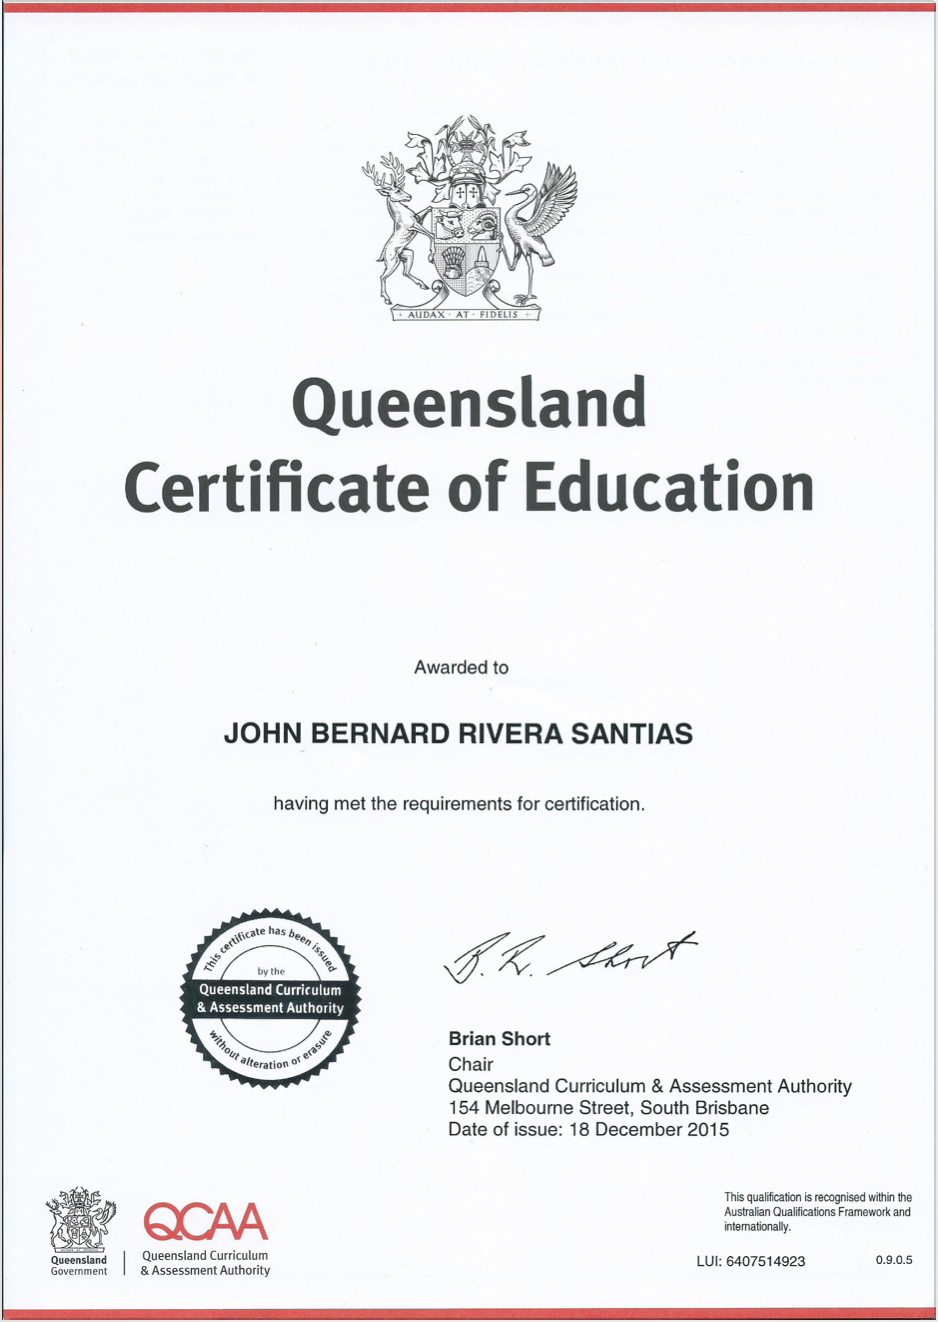 AUDAX · AT · FIDELIS
Queensland
Certificate of Education
Awarded to
JOHN BERNARD RIVERA SANTIAS
having met the requirements for certification.
This certificate has been issued
by the
Queensland Curriculum
& Assessment Authority
without alteration or erasure
B.R. Short
Brian Short
Chair
Queensland Curriculum & Assessment Authority
154 Melbourne Street, South Brisbane
Date of issue: 18 December 2015
Queensland
Government
QCAA
Queensland Curriculum
& Assessment Authority
This qualification is recognised within the
Australian Qualifications Framework and
internationally.
LUI: 6407514923
0.9.0.5